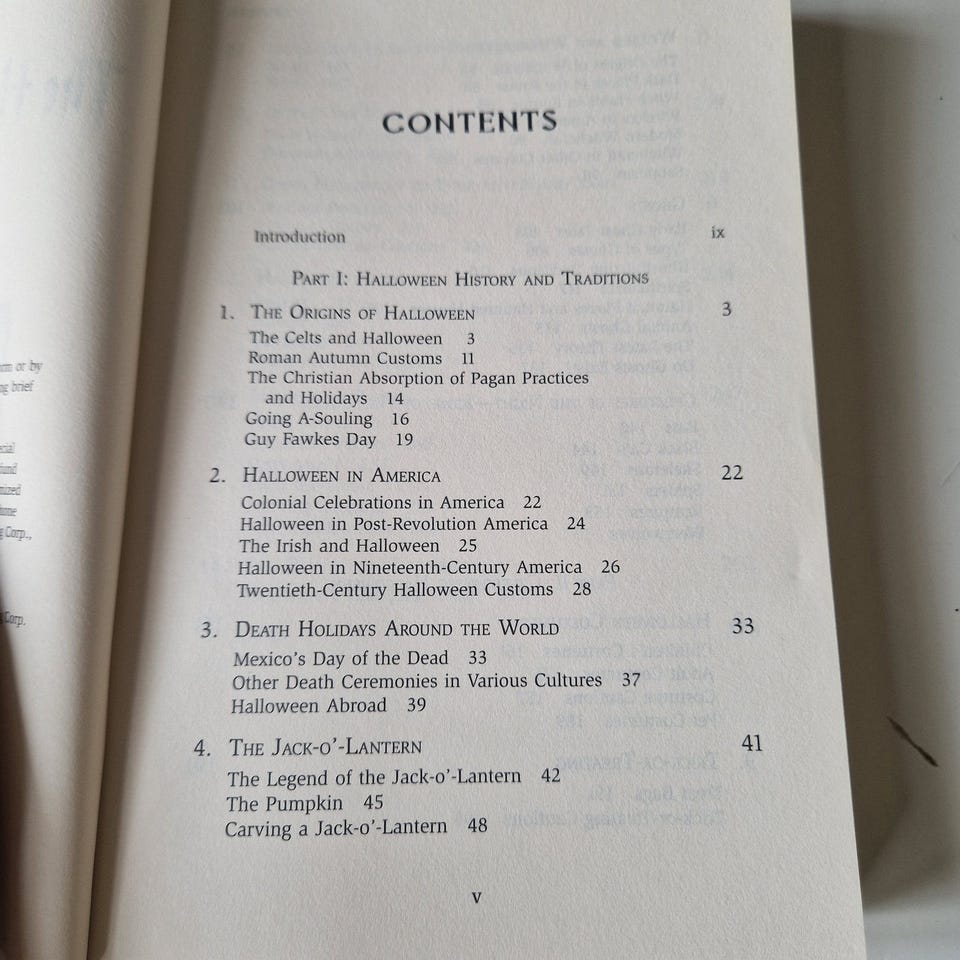 CONTENTS
Introduction ix
PART I: HALLOWEEN HISTORY AND TRADITIONS
1. THE ORIGINS OF HALLOWEEN 3
The Celts and Halloween 3
Roman Autumn Customs 11
The Christian Absorption of Pagan Practices
and Holidays 14
Going A-Souling 16
Guy Fawkes Day 19
2. HALLOWEEN IN AMERICA 22
Colonial Celebrations in America 22
Halloween in Post-Revolution America 24
The Irish and Halloween 25
Halloween in Nineteenth-Century America 26
Twentieth-Century Halloween Customs 28
3. DEATH HOLIDAYS AROUND THE WORLD 33
Mexico's Day of the Dead 33
Other Death Ceremonies in Various Cultures 37
Halloween Abroad 39
4. THE JACK-O'-LANTERN 41
The Legend of the Jack-o'-Lantern 42
The Pumpkin 45
Carving a Jack-o'-Lantern 48
v
or by
brief
Corp.,
Corp.